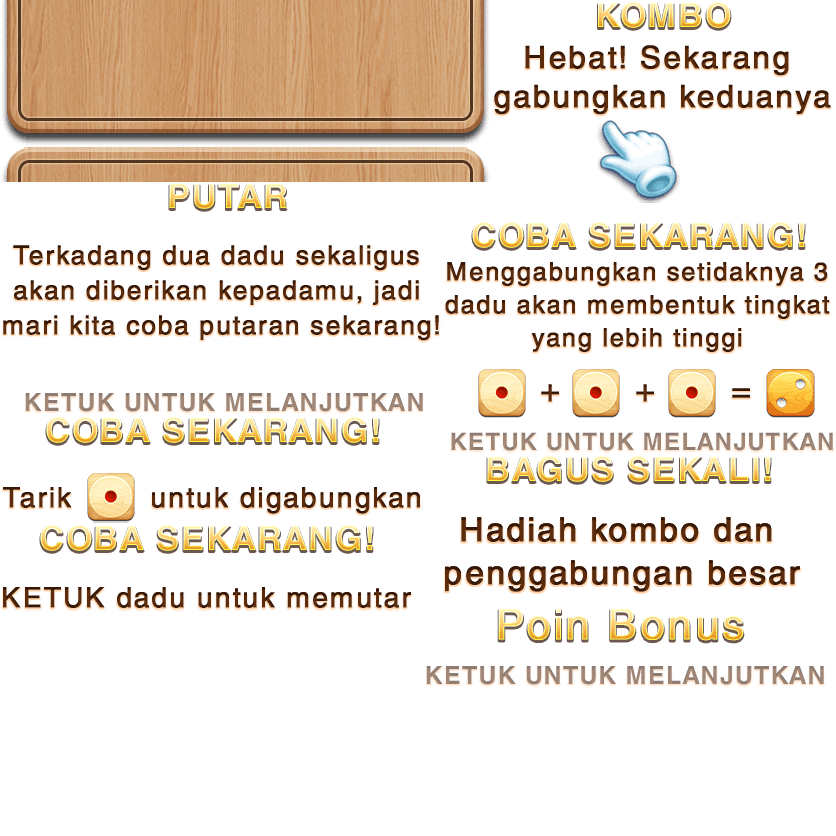 KOMBO
Hebat! Sekarang
gabungkan keduanya
PUTAR
Terkadang dua dadu sekaligus
akan diberikan kepadamu, jadi
mari kita coba putaran sekarang!
KETUK UNTUK MELANJUTKAN
COBA SEKARANG!
Tarik untuk digabungkan
COBA SEKARANG!
KETUK dadu untuk memutar
COBA SEKARANG!
Menggabungkan setidaknya 3
dadu akan membentuk tingkat
yang lebih tinggi
+ + =
KETUK UNTUK MELANJUTKAN
BAGUS SEKALI!
Hadiah kombo dan
penggabungan besar
Poin Bonus
KETUK UNTUK MELANJUTKAN